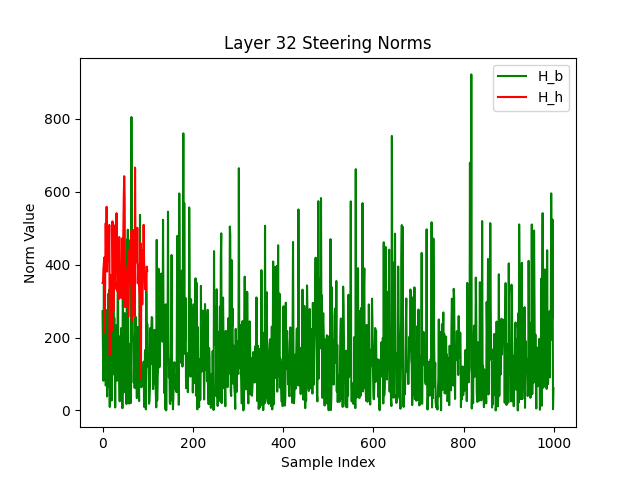 Layer 32 Steering Norms
H_b
H_h
Norm Value
800
600
400
200
0
0 200 400 600 800 1000
Sample Index